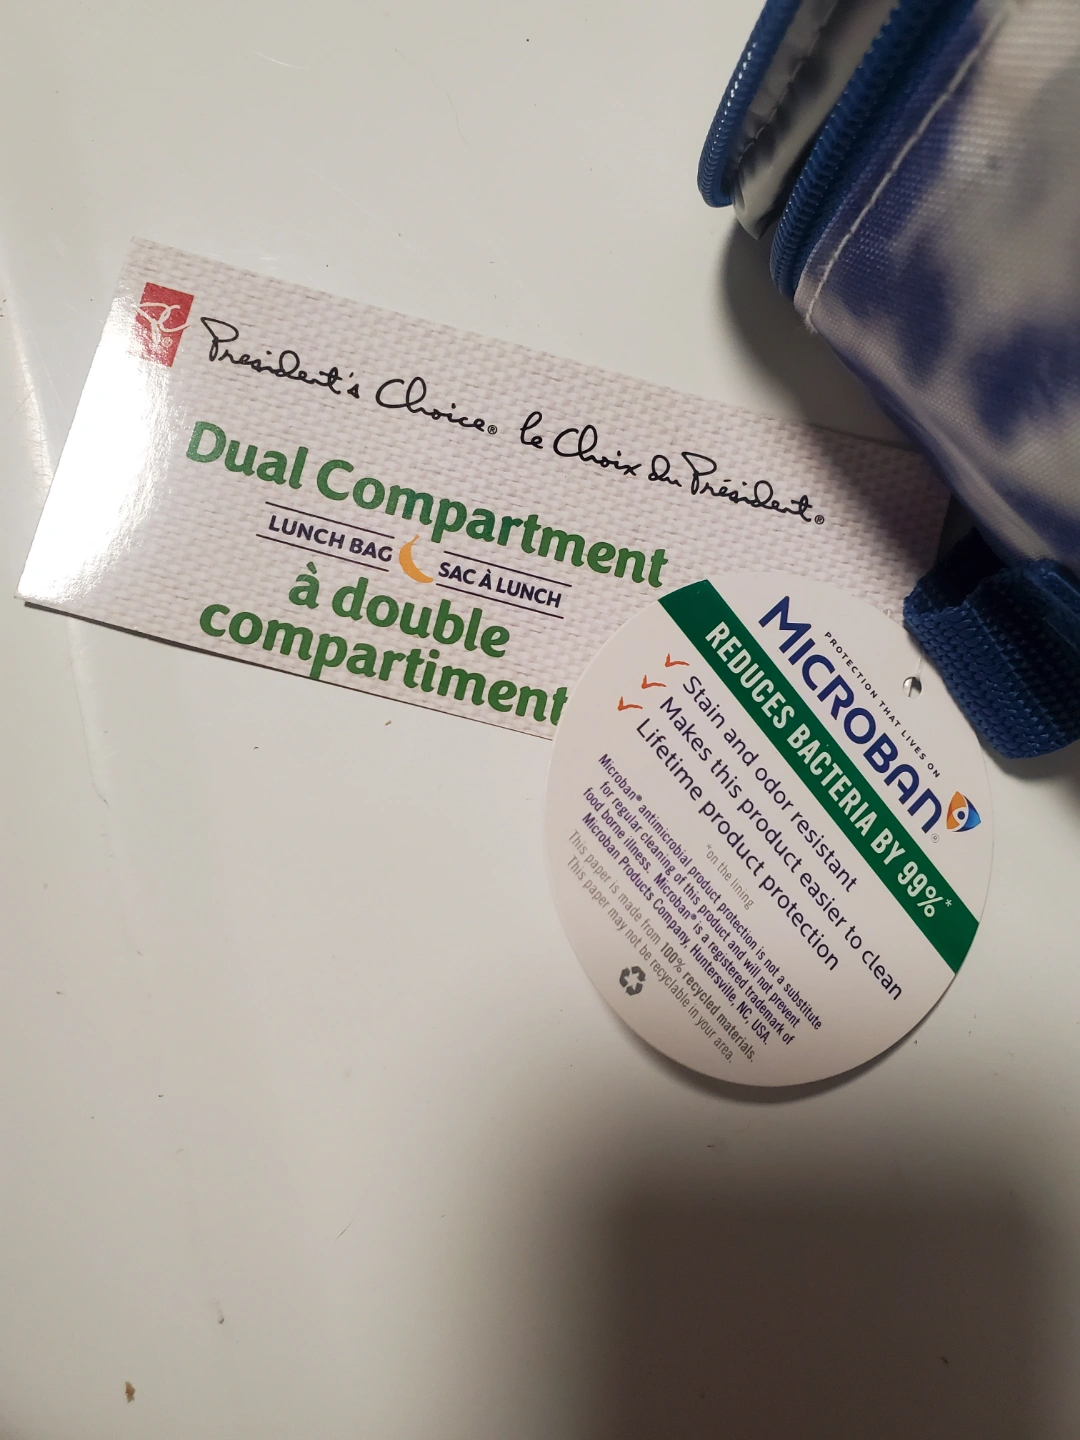 PC®
President's Choice® le Choix du Président®
Dual Compartment
LUNCH BAG SAC À LUNCH
à double
compartiment
PROTECTION THAT LIVES ON
MICROBAN®
REDUCES BACTERIA BY 99%*
Stain and odor resistant
Makes this product easier to clean
Lifetime product protection
*on the lining
Microban® antimicrobial product protection is not a substitute
for regular cleaning of this product and will not prevent
food borne illness. Microban® is a registered trademark of
Microban Products Company, Huntersville, NC, USA.
This paper is made from 100% recycled materials.
This paper may not be recyclable in your area.